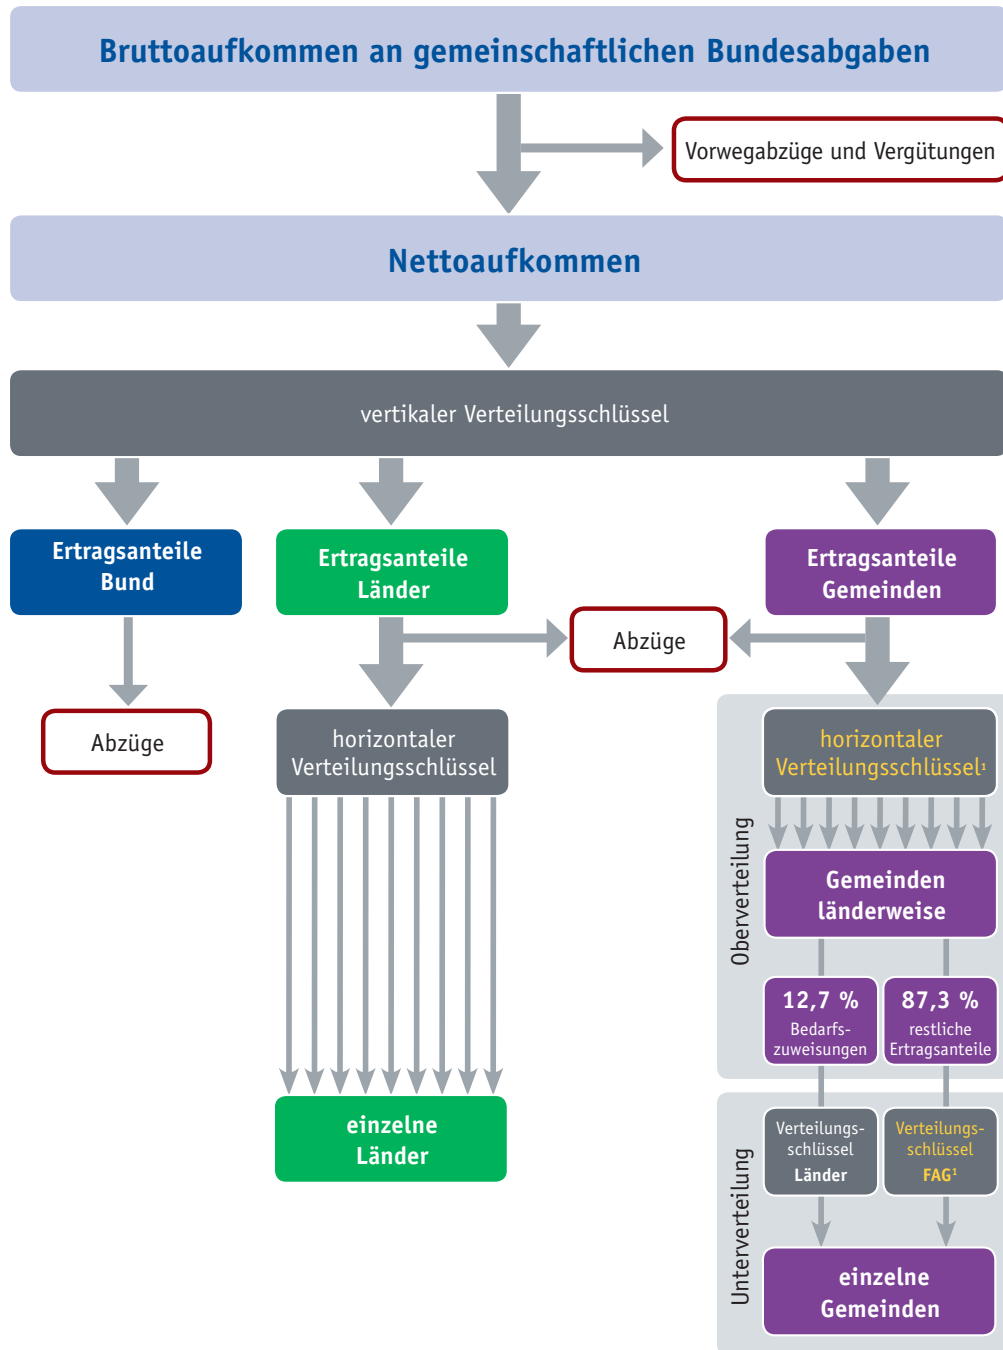 Bruttoaufkommen an gemeinschaftlichen Bundesabgaben
Vorwegabzüge und Vergütungen
Nettoaufkommen
vertikaler Verteilungsschlüssel
Ertragsanteile
Bund
Ertragsanteile
Länder
Ertragsanteile
Gemeinden
Abzüge
Abzüge
horizontaler
Verteilungsschlüssel
horizontaler
Verteilungsschlüssel¹
Oberverteilung
Gemeinden
länderweise
12,7 %
Bedarfs-
zuweisungen
87,3 %
restliche
Ertragsanteile
einzelne
Länder
Unterverteilung
Verteilungs-
schlüssel
Länder
Verteilungs-
schlüssel
FAG¹
einzelne
Gemeinden